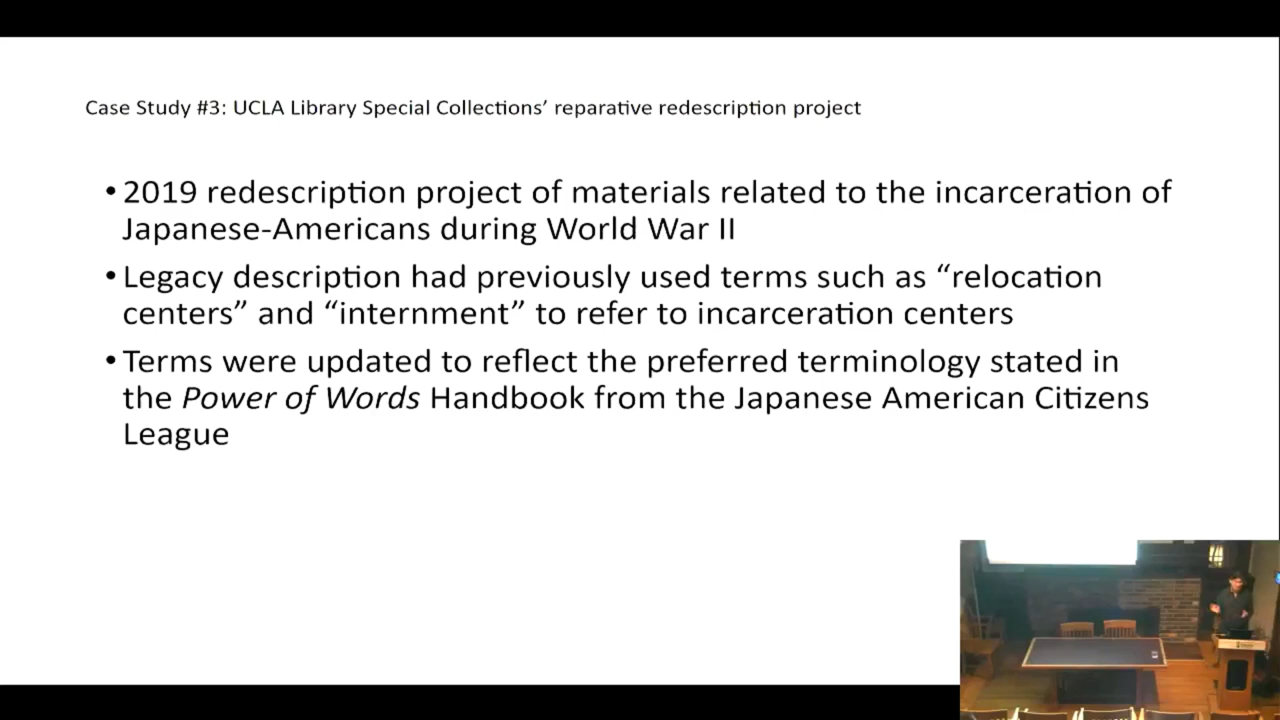 Case Study #3: UCLA Library Special Collections’ reparative redescription project
• 2019 redescription project of materials related to the incarceration of
Japanese-Americans during World War II
• Legacy description had previously used terms such as “relocation
centers” and “internment” to refer to incarceration centers
• Terms were updated to reflect the preferred terminology stated in
the Power of Words Handbook from the Japanese American Citizens
League